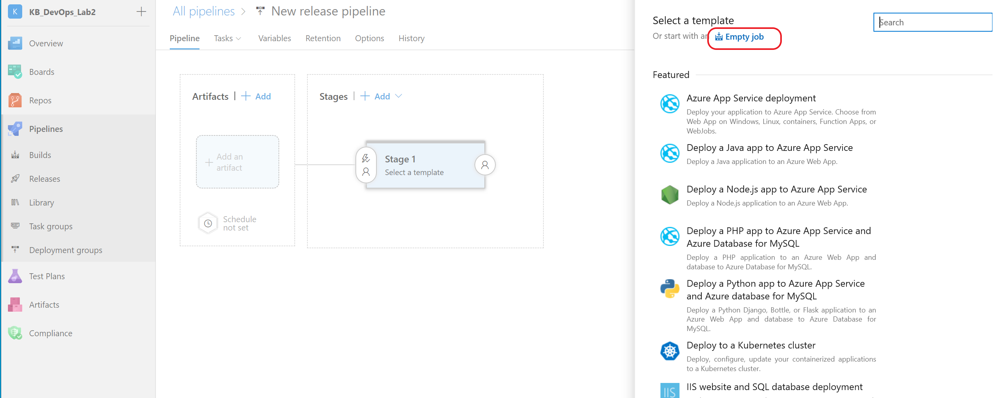 K KB_DevOps_Lab2
Overview
Boards
Repos
Pipelines
Builds
Releases
Library
Task groups
Deployment groups
Test Plans
Artifacts
Compliance
All pipelines > New release pipeline
Pipeline Tasks Variables Retention Options History
Artifacts | + Add
Add an
artifact
Schedule
not set
Stages | + Add
Stage 1
Select a template
Select a template
Search
Or start with an Empty job
Featured
Azure App Service deployment
Deploy your application to Azure App Service. Choose from
Web App on Windows, Linux, containers, Function Apps, or
WebJobs.
Deploy a Java app to Azure App Service
Deploy a Java application to an Azure Web App.
Deploy a Node.js app to Azure App Service
Deploy a Node.js application to an Azure Web App.
Deploy a PHP app to Azure App Service and
Azure Database for MySQL
Deploy a PHP application to an Azure Web App and
database to Azure Database for MySQL.
Deploy a Python app to Azure App Service
and Azure database for MySQL
Deploy a Python Django, Bottle, or Flask application to an
Azure Web App and database to Azure Database for
MySQL.
Deploy to a Kubernetes cluster
Deploy, configure, update your containerized applications
to a Kubernetes cluster.
IIS
IIS website and SQL database deployment